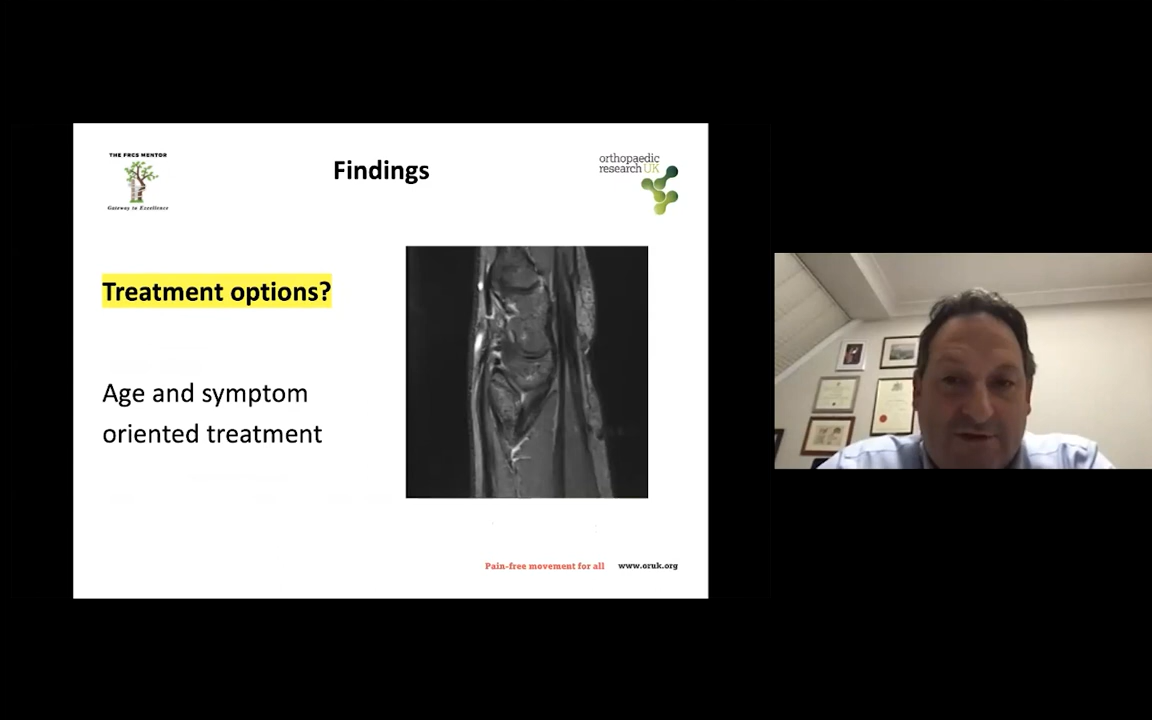 THE FRCS MENTOR
Gateway to Excellence
Findings
orthopaedic
research UK
Treatment options?
Age and symptom
oriented treatment
Pain-free movement for all
www.oruk.org